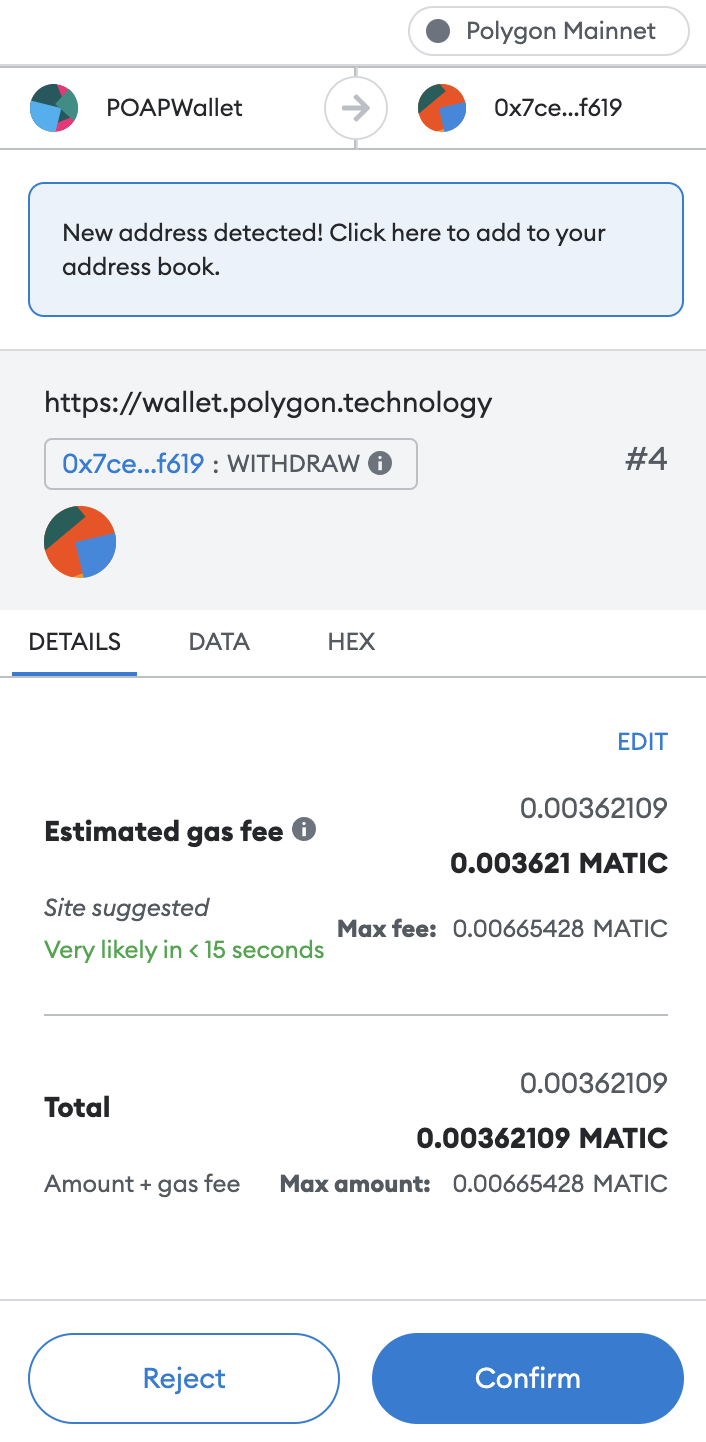 Polygon Mainnet
POAPWallet
0x7ce...f619
New address detected! Click here to add to your
address book.
https://wallet.polygon.technology
0x7ce...f619 : WITHDRAW
#4
DETAILS
DATA
HEX
EDIT
0.00362109
Estimated gas fee
0.003621 MATIC
Site suggested
Max fee: 0.00665428 MATIC
Very likely in < 15 seconds
0.00362109
Total
0.00362109 MATIC
Amount + gas fee
Max amount: 0.00665428 MATIC
Reject
Confirm